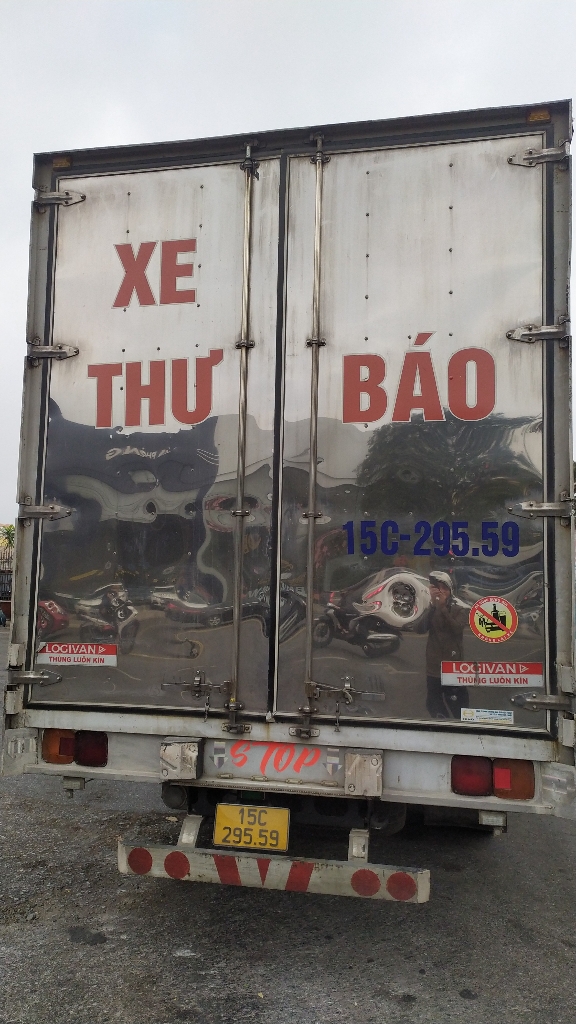 XE
THƯ BÁO
15C-295.59
LOGIVAN
THÙNG LUÔN KÍN
LOGIVAN
THÙNG LUÔN KÍN
STOP
15C
295.59